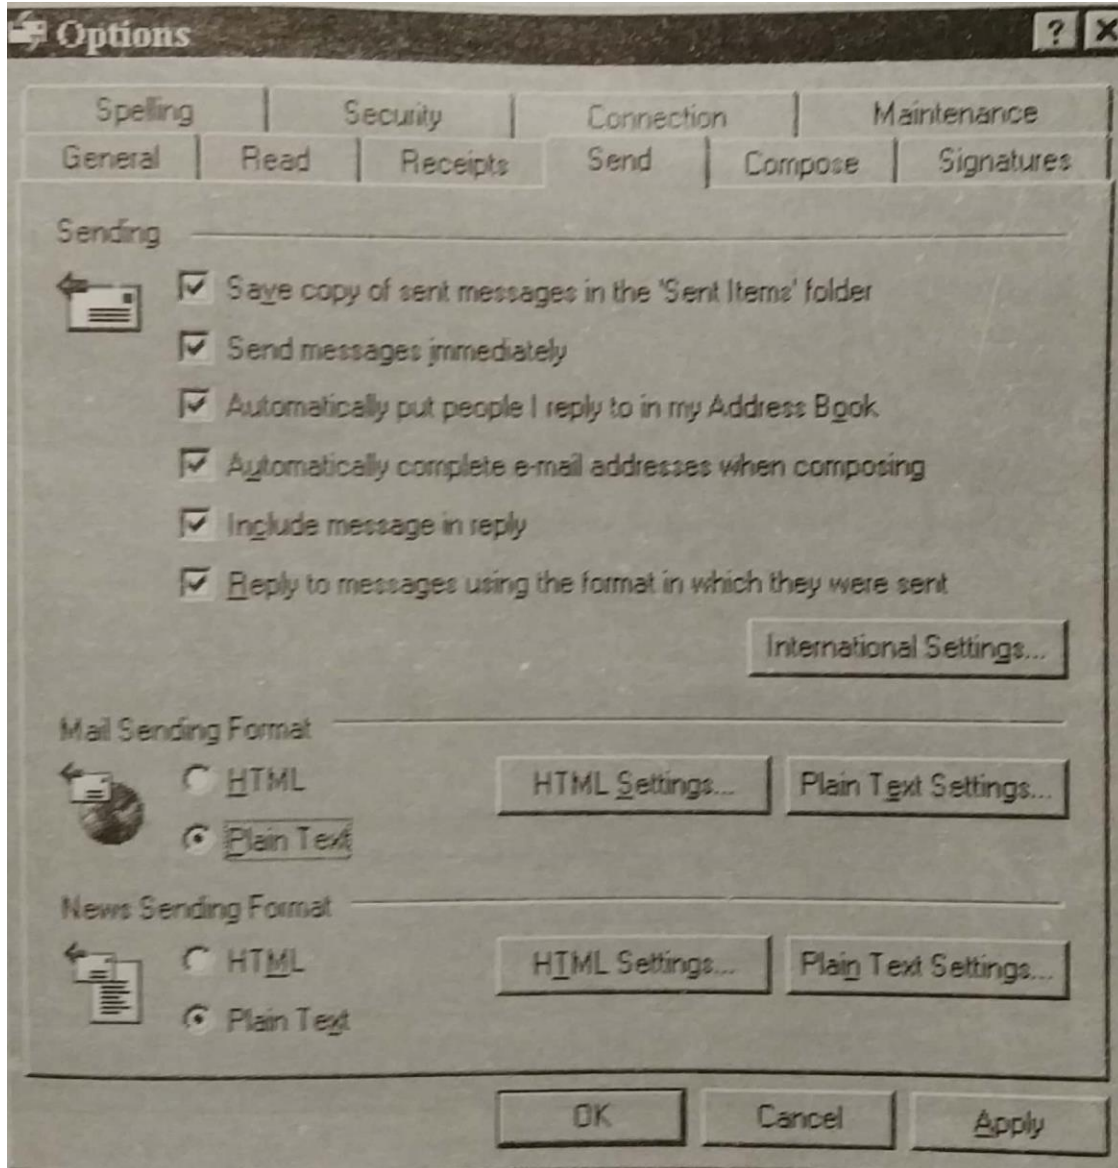 Options
Spelling Security Connection Maintenance
General Read Receipts Send Compose Signatures
Sending
Save copy of sent messages in the 'Sent Items' folder
Send messages immediately
Automatically put people I reply to in my Address Book
Automatically complete e-mail addresses when composing
Include message in reply
Reply to messages using the format in which they were sent
International Settings...
Mail Sending Format
HTML HTML Settings... Plain Text Settings...
Plain Text
News Sending Format
HTML HTML Settings... Plain Text Settings...
Plain Text
OK Cancel Apply